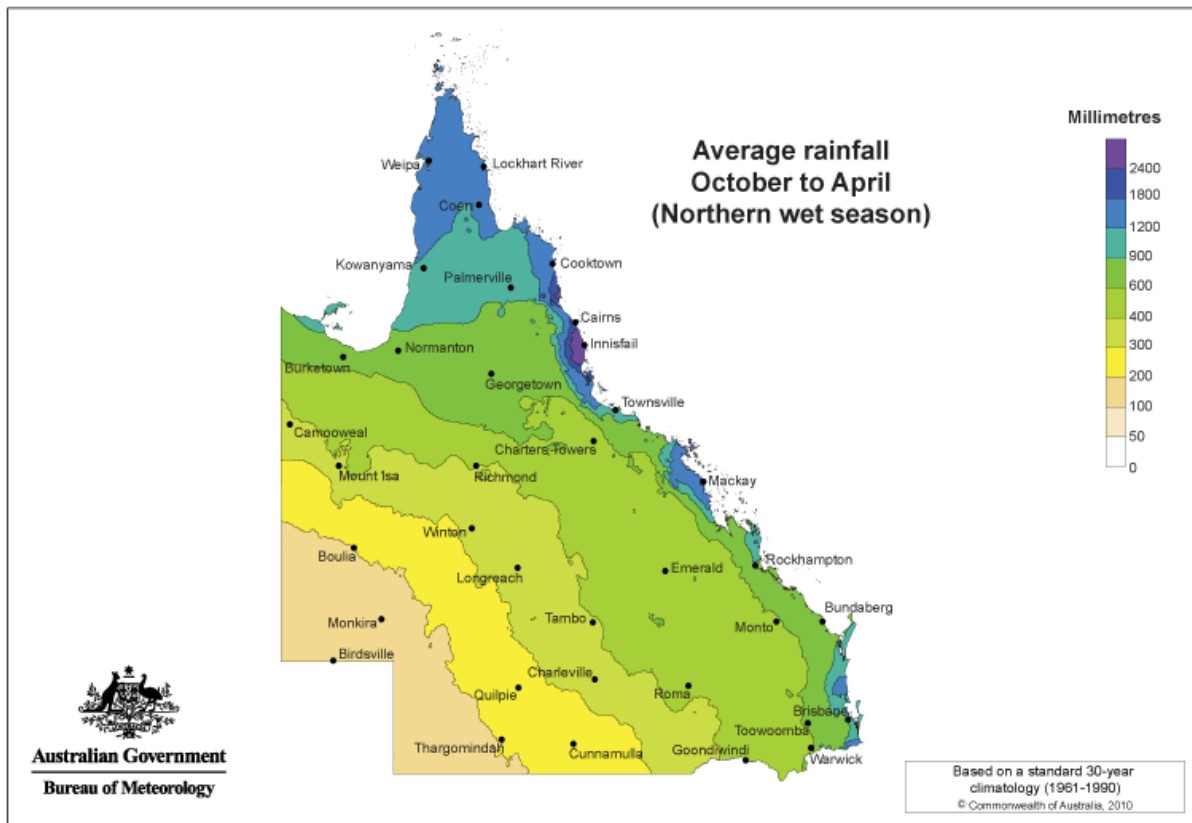 Average rainfall
October to April
(Northern wet season)
Millimetres
2400
1800
1200
900
600
400
300
200
100
50
0
Weipa
Lockhart River
Coen
Kowanyama
Cooktown
Palmerville
Cairns
Innisfail
Normanton
Burketown
Georgetown
Townsville
Camooweal
Charters Towers
Mount Isa
Richmond
Mackay
Winton
Boulia
Longreach
Emerald
Rockhampton
Monkira
Tambo
Monto
Bundaberg
Birdsville
Charleville
Quilpie
Roma
Brisbane
Toowoomba
Thargomindah
Cunnamulla
Goondiwindi
Warwick
Australian Government
Bureau of Meteorology
Based on a standard 30-year
climatology (1961-1990)
© Commonwealth of Australia, 2010